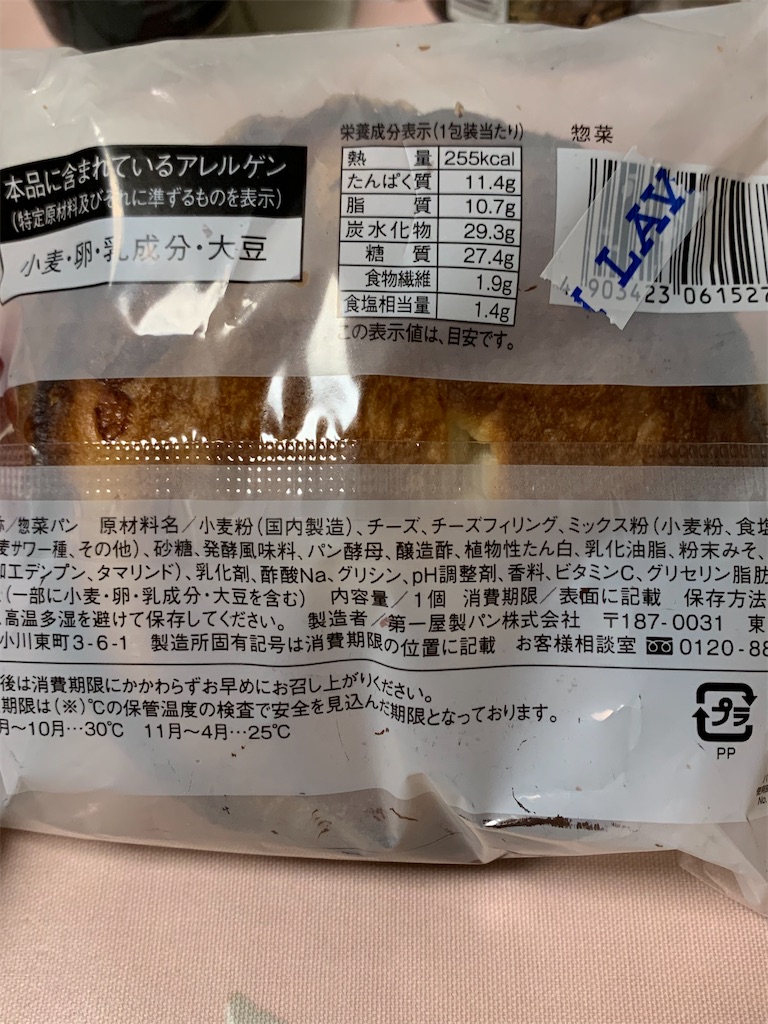 本品に含まれているアレルゲン
(特定原材料及びそれに準ずるものを表示)
小麦・卵・乳成分・大豆
栄養成分表示(1包装当たり)
熱量 255kcal
たんぱく質 11.4g
脂質 10.7g
炭水化物 29.3g
糖質 27.4g
食物繊維 1.9g
食塩相当量 1.4g
この表示値は、目安です。
惣菜
LAV
4 903423 061527
/惣菜パン 原材料名/小麦粉(国内製造)、チーズ、チーズフィリング、ミックス粉(小麦粉、食塩
麦サワー種、その他)、砂糖、発酵風味料、パン酵母、醸造酢、植物性たん白、乳化油脂、粉末みそ、
加工デンプン、タマリンド)、乳化剤、酢酸Na、グリシン、pH調整剤、香料、ビタミンC、グリセリン脂肪
(一部に小麦・卵・乳成分・大豆を含む) 内容量/1個 消費期限/表面に記載 保存方法
、高温多湿を避けて保存してください。 製造者/第一屋製パン株式会社 〒187-0031 東
小川東町3-6-1 製造所固有記号は消費期限の位置に記載 お客様相談室 0120-88
後は消費期限にかかわらずお早めにお召し上がりください。
期限は(※)℃の保管温度の検査で安全を見込んだ期限となっております。
月〜10月…30℃ 11月〜4月…25℃
プラ
PP